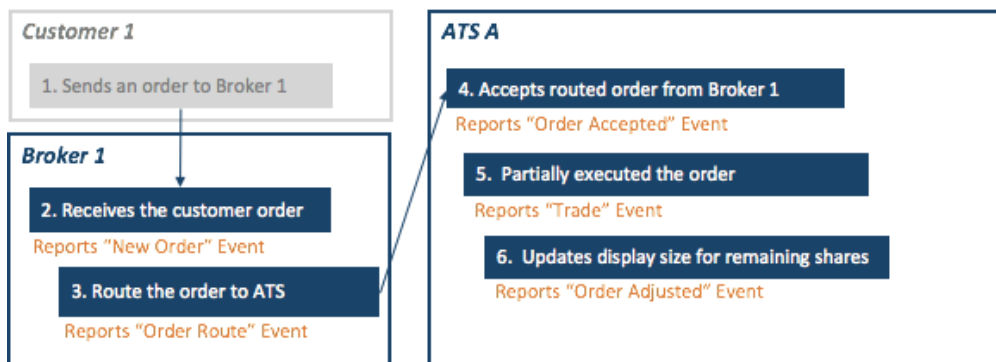 Customer 1
1. Sends an order to Broker 1
Broker 1
2. Receives the customer order
Reports “New Order” Event
3. Route the order to ATS
Reports “Order Route” Event
ATS A
4. Accepts routed order from Broker 1
Reports “Order Accepted” Event
5. Partially executed the order
Reports “Trade” Event
6. Updates display size for remaining shares
Reports “Order Adjusted” Event